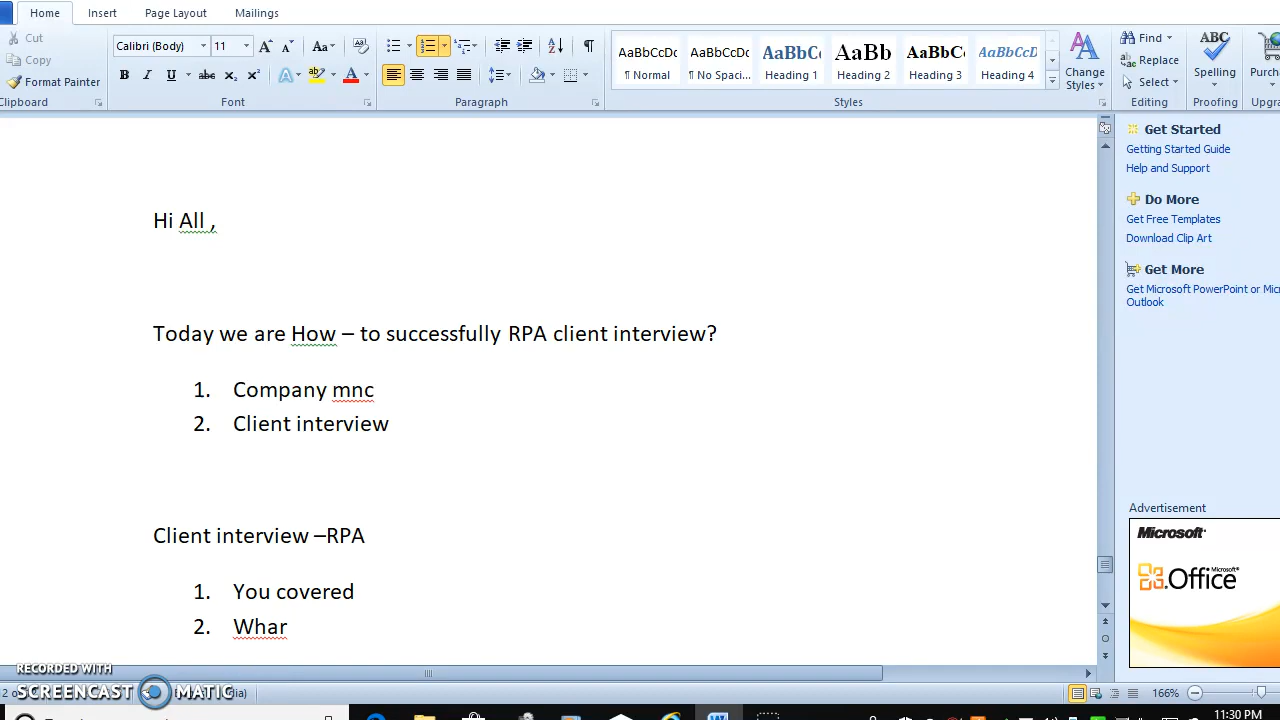 Home Insert Page Layout Mailings
Cut
Copy
Format Painter
Clipboard
Calibri (Body) 11
Font
Paragraph
AaBbCcDc AaBbCcDc AaBbCc AaBb AaBbCc AaBbCcD
¶ Normal ¶ No Spaci... Heading 1 Heading 2 Heading 3 Heading 4
Change
Styles
Styles
Find
Replace
Select
Editing
ABC
Spelling
Proofing
Get Started
Getting Started Guide
Help and Support
Do More
Get Free Templates
Download Clip Art
Get More
Get Microsoft PowerPoint or Mic
Outlook
Hi All ,
Today we are How – to successfully RPA client interview?
1. Company mnc
2. Client interview
Client interview –RPA
1. You covered
2. Whar
Advertisement
Microsoft
Microsoft
Office
RECORDED WITH
SCREENCAST MATIC
166%
11:30 PM